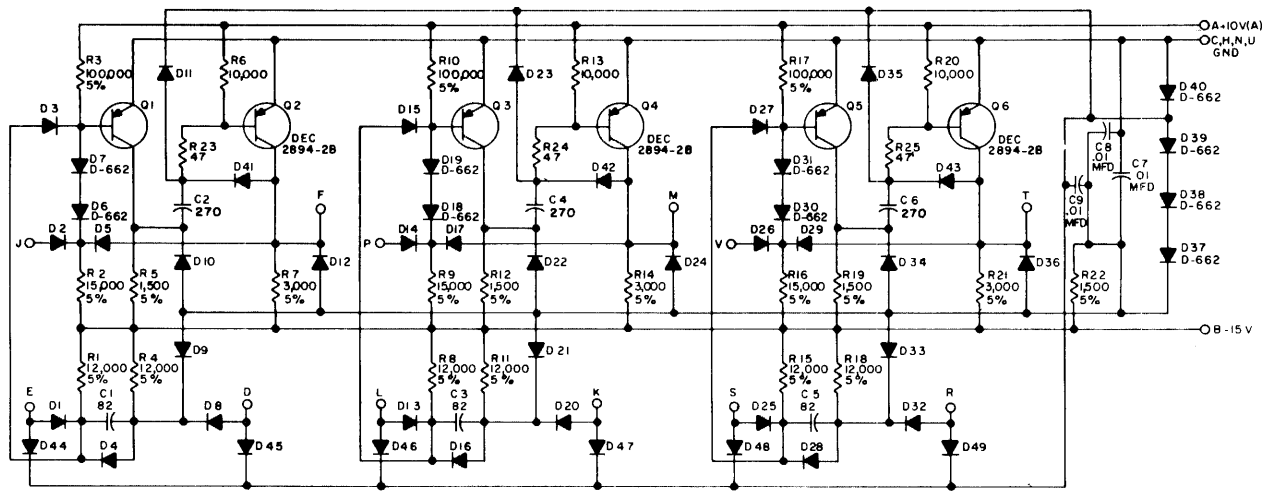 A+10V(A)
C,H,N,U
GND
R3
100,000
5%
D11
R6
10,000
R10
100,000
5%
D23
R13
10,000
R17
100,000
5%
D35
R20
10,000
D40
D-662
D3
Q1
Q2
D15
Q3
Q4
D27
Q5
Q6
DEC
2894-2B
DEC
2894-2B
DEC
2894-2B
R23
47
R24
47
R25
47
C8
.01
MFD
C7
.01
MFD
D39
D-662
D7
D-662
D41
D19
D-662
D42
D31
D-662
D43
C9
.01
MFD
D6
D-662
C2
270
F
D18
D-662
C4
270
M
D30
D-662
C6
270
T
D38
D-662
J
D2
D5
P
D14
D17
V
D26
D29
D37
D-662
D10
D12
D22
D24
D34
D36
R2
15,000
5%
R5
1,500
5%
R7
3,000
5%
R9
15,000
5%
R12
1,500
5%
R14
3,000
5%
R16
15,000
5%
R19
1,500
5%
R21
3,000
5%
R22
1,500
5%
B-15V
D9
D21
D33
R1
12,000
5%
R4
12,000
5%
R8
12,000
5%
R11
12,000
5%
R15
12,000
5%
R18
12,000
5%
E
D1
C1
82
D8
D
L
D13
C3
82
D20
K
S
D25
C5
82
D32
R
D44
D4
D45
D46
D16
D47
D48
D28
D49